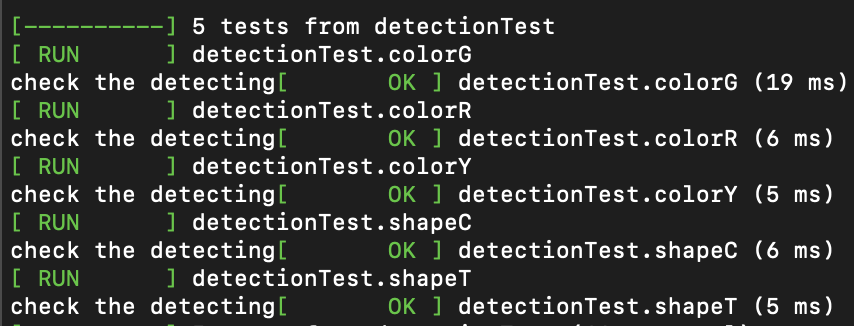 [----------] 5 tests from detectionTest
[ RUN      ] detectionTest.colorG
check the detecting[       OK ] detectionTest.colorG (19 ms)
[ RUN      ] detectionTest.colorR
check the detecting[       OK ] detectionTest.colorR (6 ms)
[ RUN      ] detectionTest.colorY
check the detecting[       OK ] detectionTest.colorY (5 ms)
[ RUN      ] detectionTest.shapeC
check the detecting[       OK ] detectionTest.shapeC (6 ms)
[ RUN      ] detectionTest.shapeT
check the detecting[       OK ] detectionTest.shapeT (5 ms)